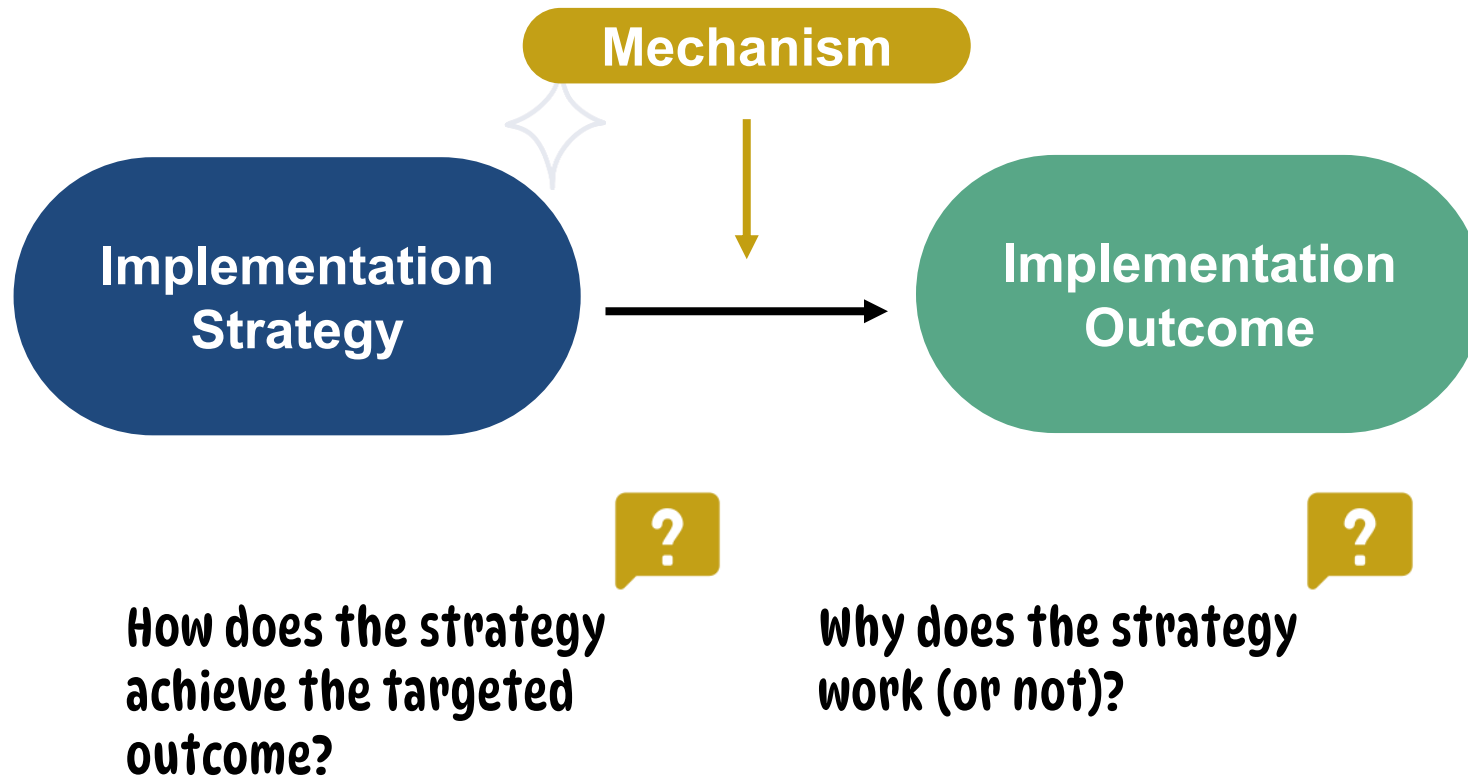 Mechanism
Implementation
Strategy
Implementation
Outcome
?
?
How does the strategy
achieve the targeted
outcome?
Why does the strategy
work (or not)?